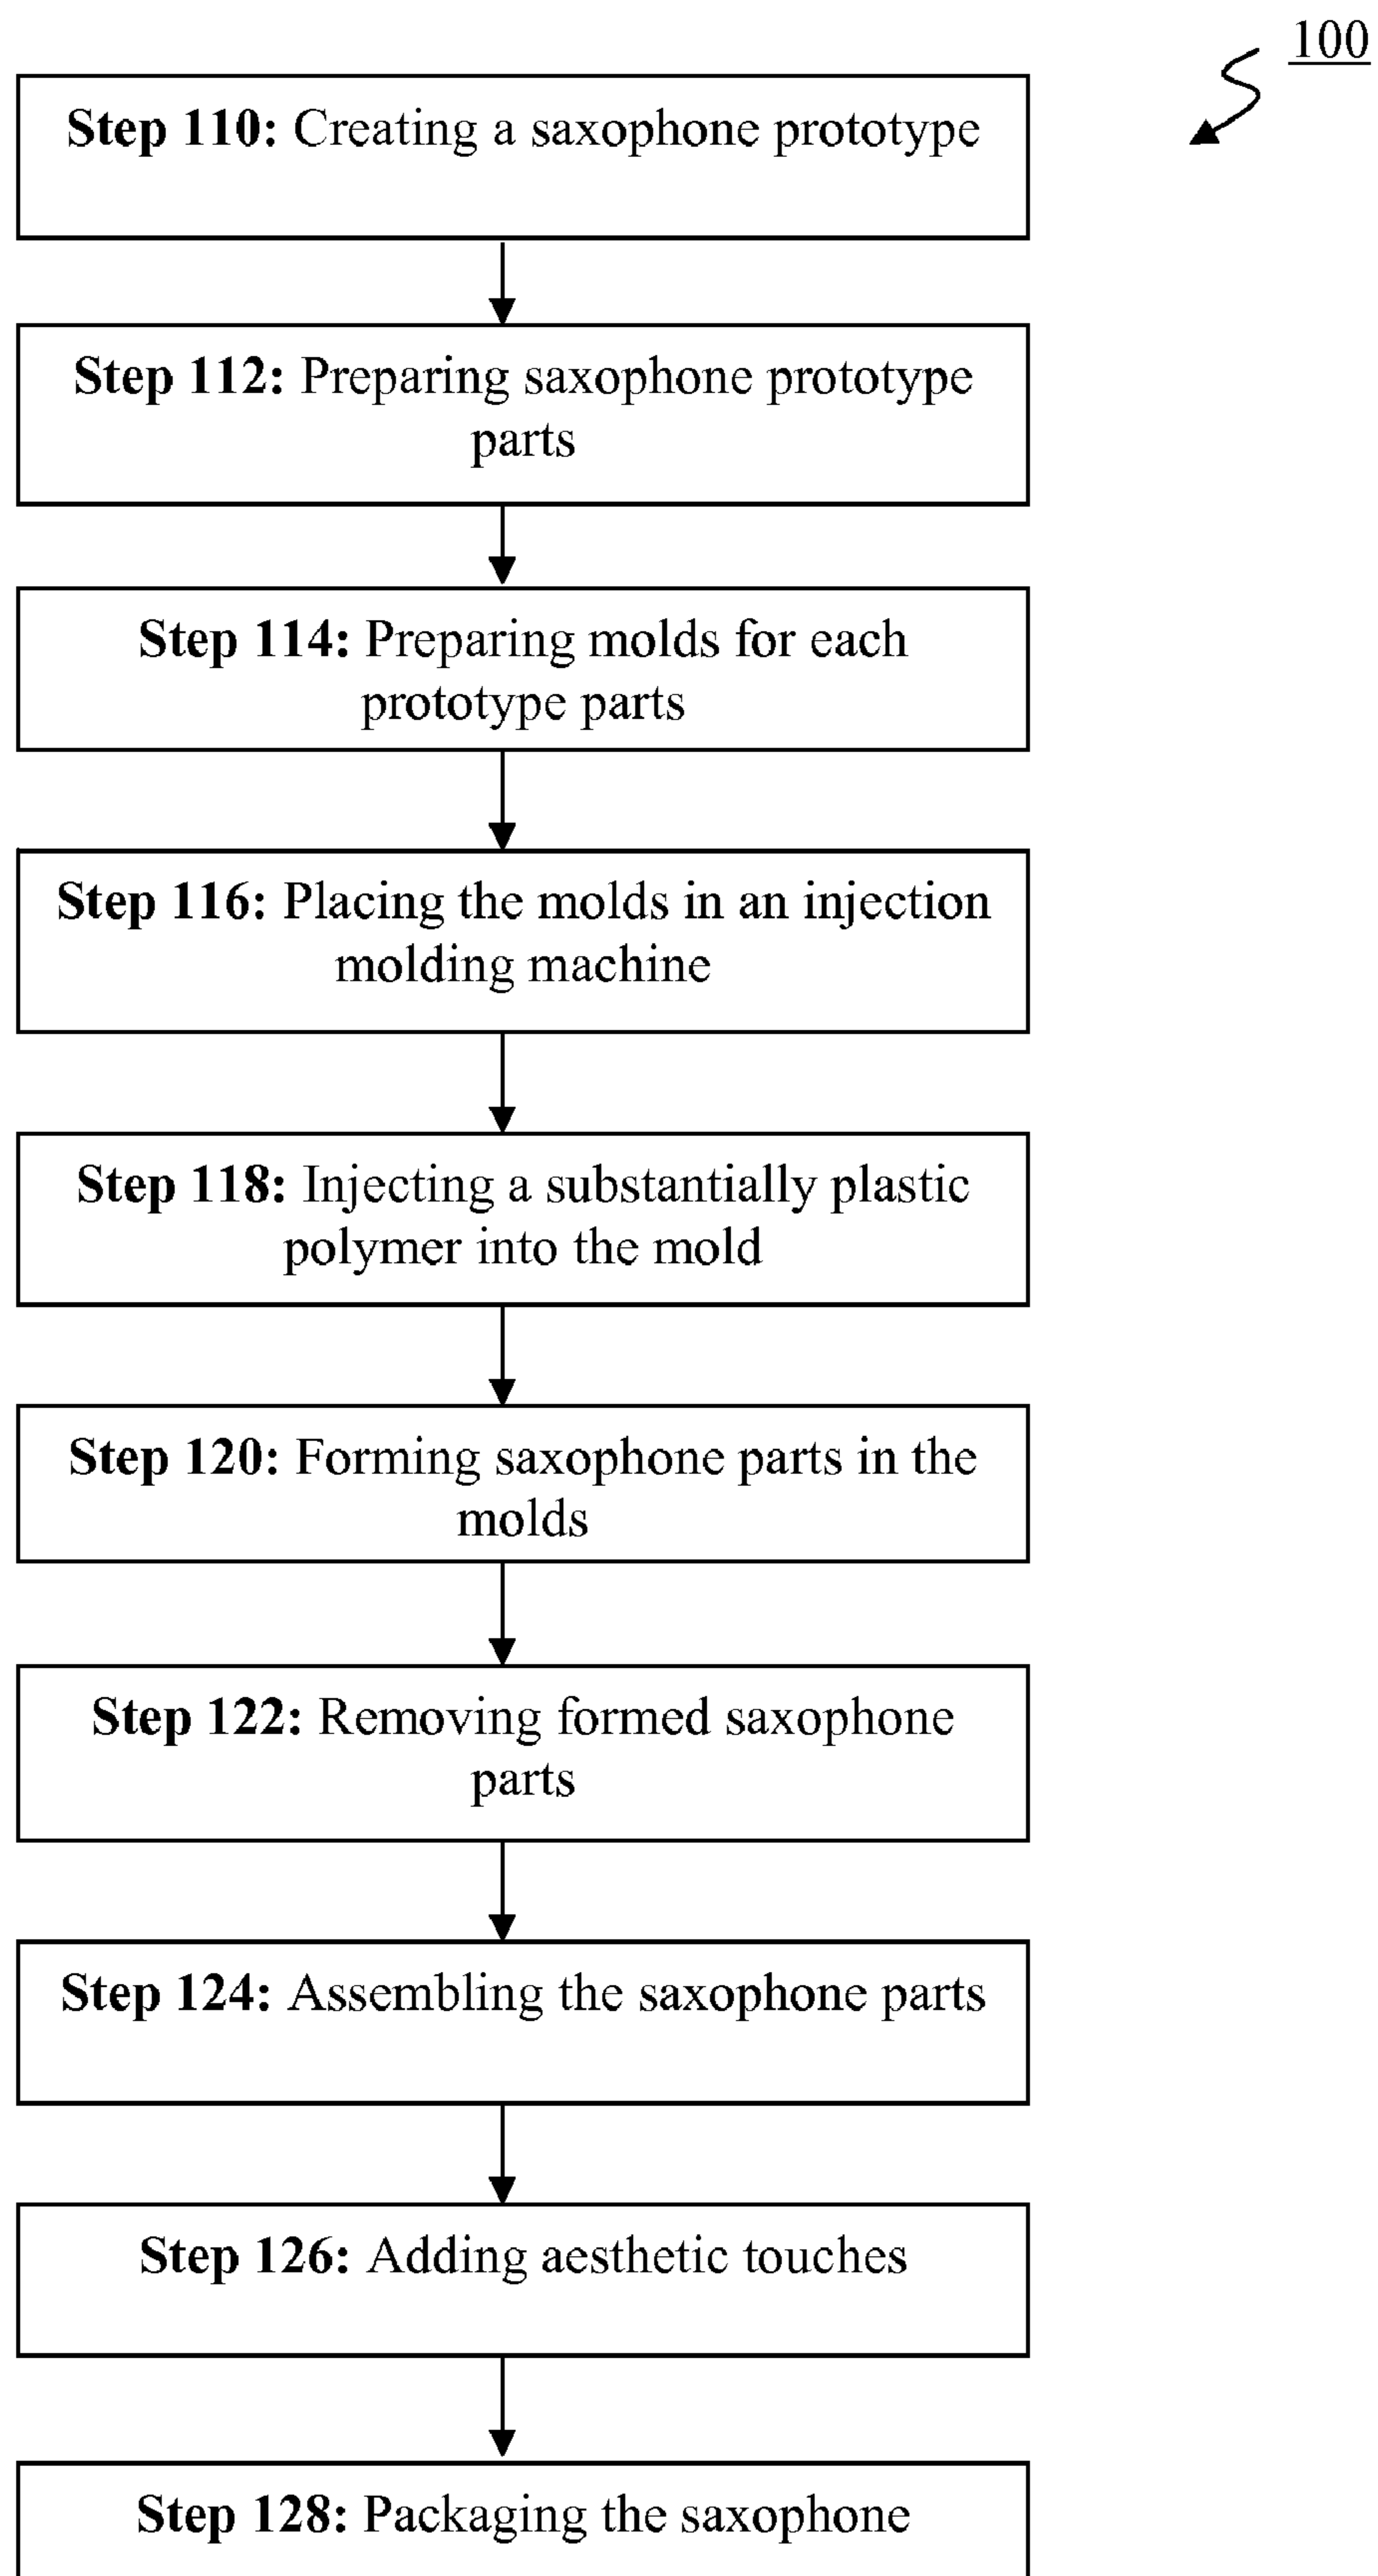 100
Step 110: Creating a saxophone prototype
Step 112: Preparing saxophone prototype
parts
Step 114: Preparing molds for each
prototype parts
Step 116: Placing the molds in an injection
molding machine
Step 118: Injecting a substantially plastic
polymer into the mold
Step 120: Forming saxophone parts in the
molds
Step 122: Removing formed saxophone
parts
Step 124: Assembling the saxophone parts
Step 126: Adding aesthetic touches
Step 128: Packaging the saxophone